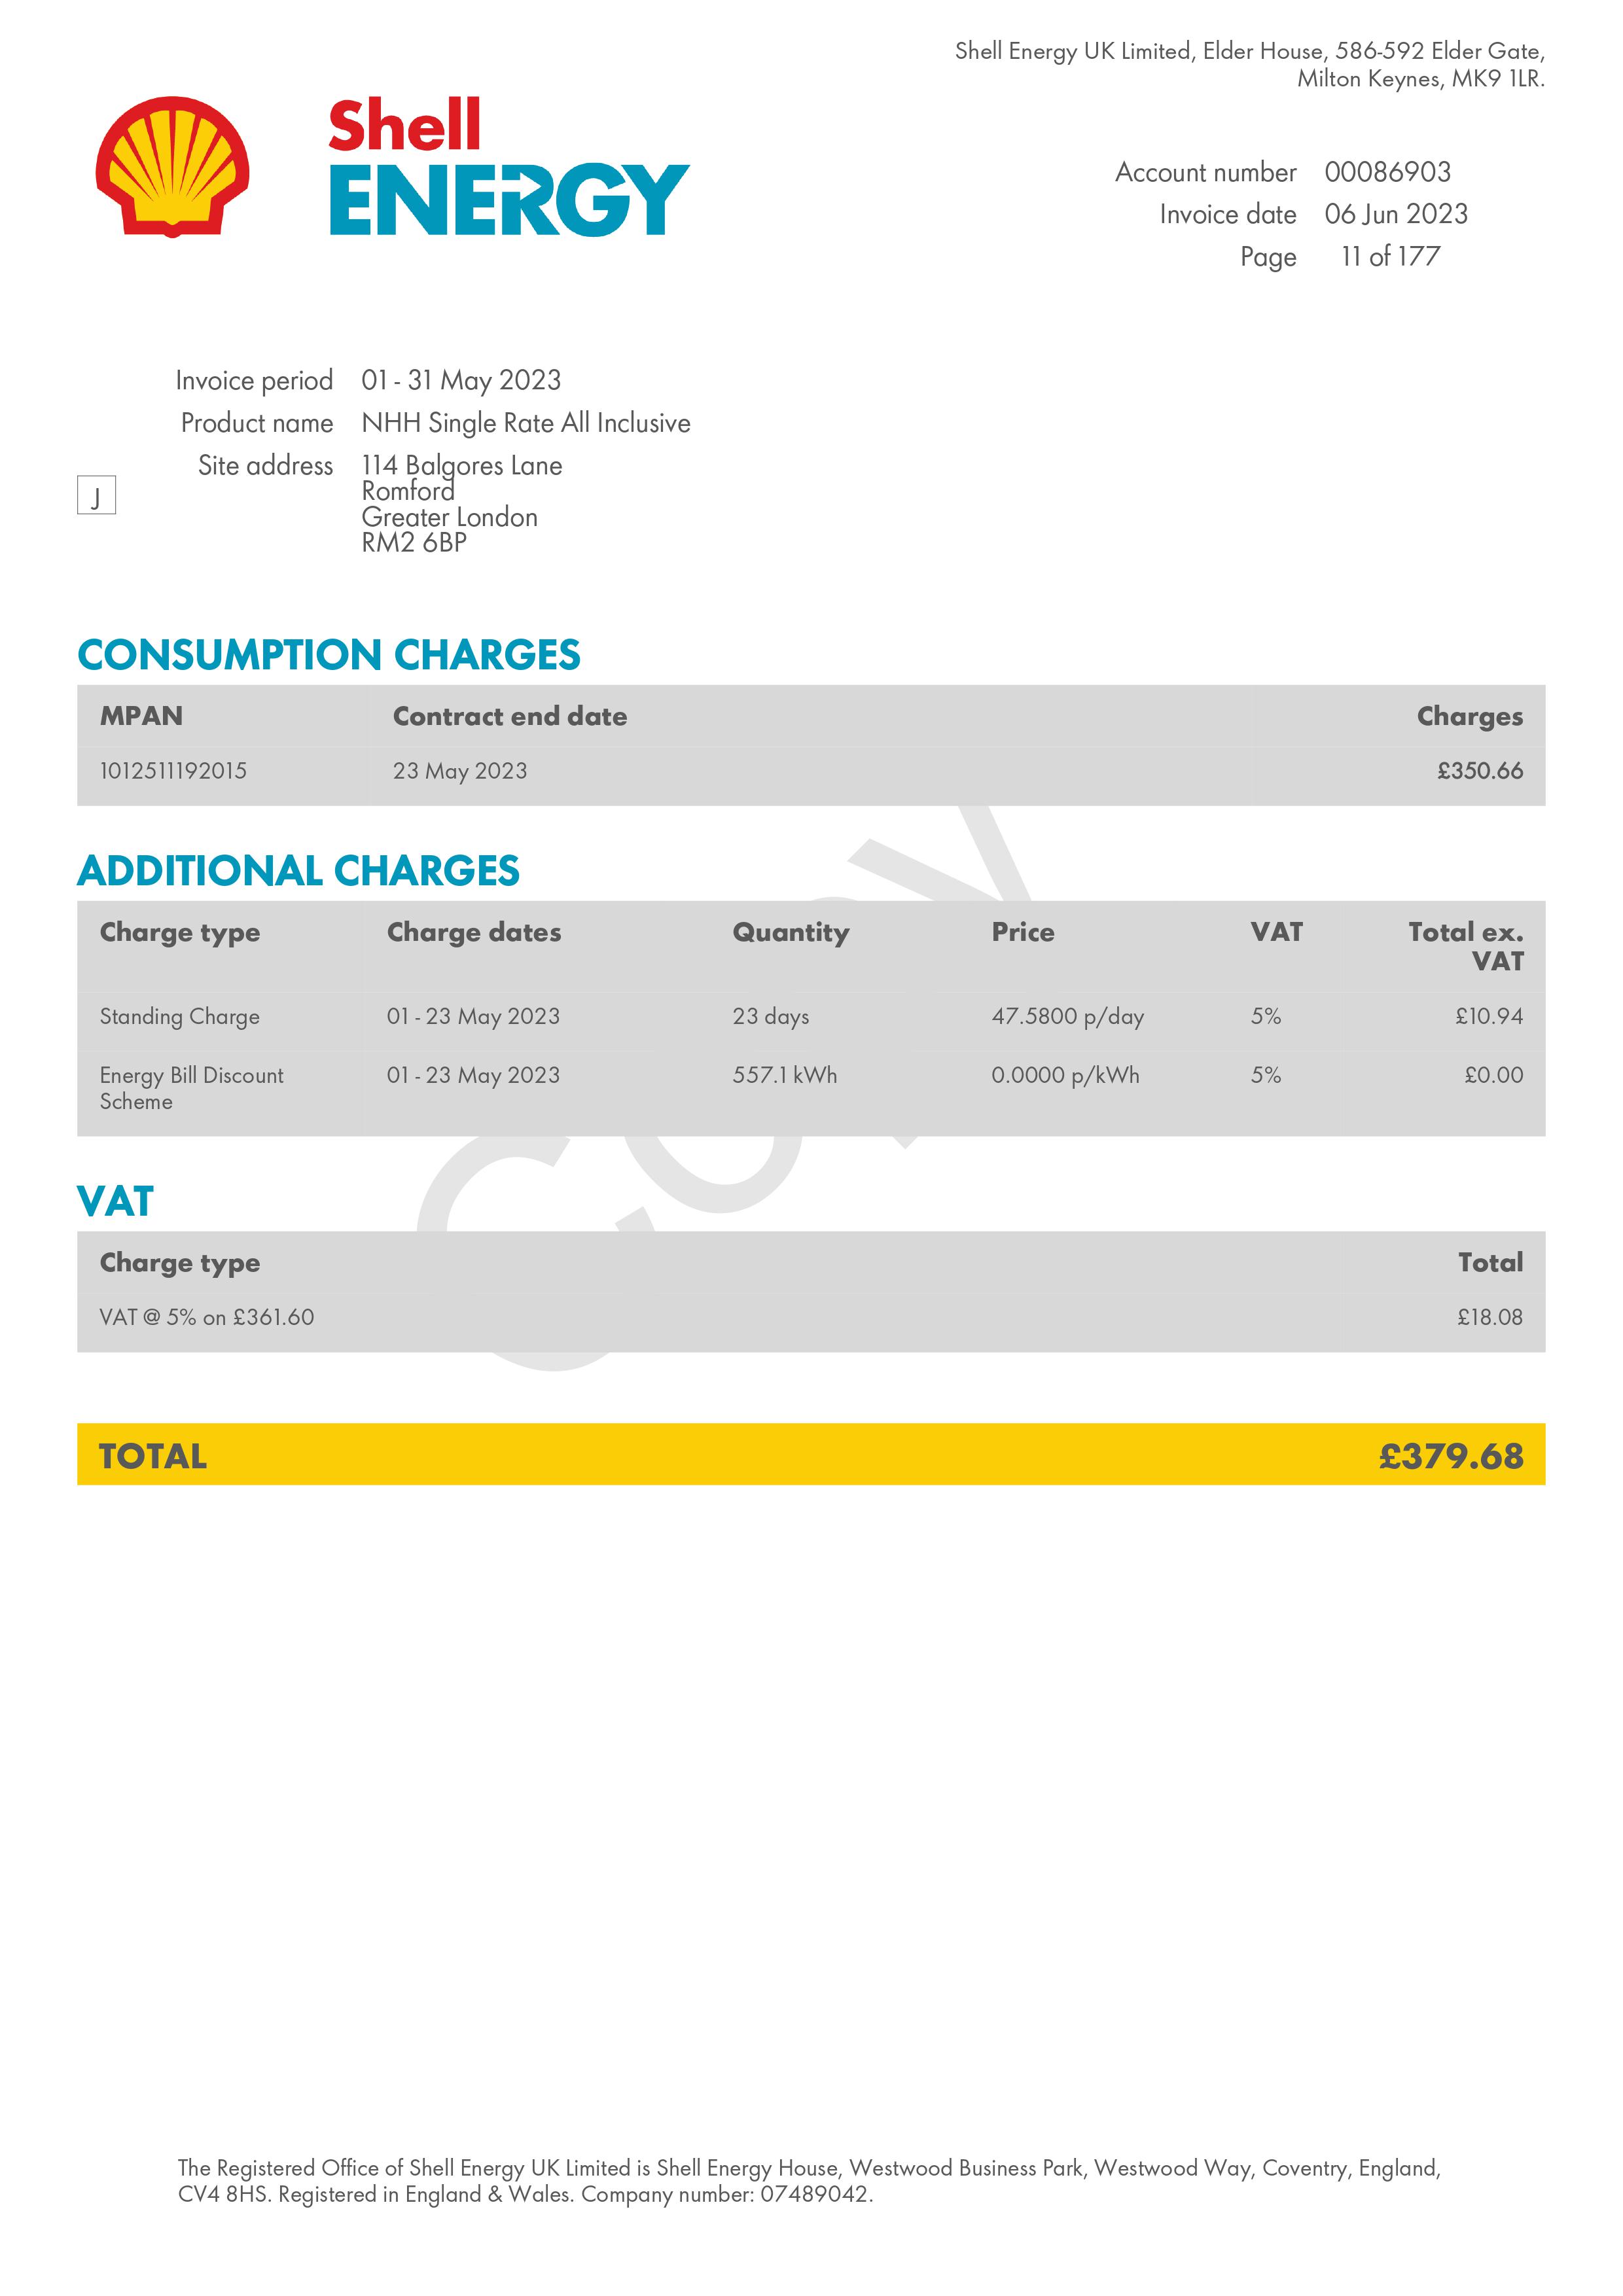 Shell Energy UK Limited, Elder House, 586-592 Elder Gate,
Milton Keynes, MK9 1LR.
Shell
ENERGY
Account number 00086903
Invoice date 06 Jun 2023
Page 11 of 177
Invoice period 01 - 31 May 2023
Product name NHH Single Rate All Inclusive
Site address 114 Balgores Lane
Romford
J
Greater London
RM2 6BP
CONSUMPTION CHARGES
MPAN Contract end date Charges
1012511192015 23 May 2023 £350.66
ADDITIONAL CHARGES
Charge type Charge dates Quantity Price VAT Total ex.
VAT
Standing Charge 01 - 23 May 2023 23 days 47.5800 p/day 5% £10.94
Energy Bill Discount 01 - 23 May 2023 557.1 kWh 0.0000 p/kWh 5% £0.00
Scheme
Copy
VAT
Charge type Total
VAT @ 5% on £361.60 £18.08
TOTAL £379.68
The Registered Office of Shell Energy UK Limited is Shell Energy House, Westwood Business Park, Westwood Way, Coventry, England,
CV4 8HS. Registered in England & Wales. Company number: 07489042.